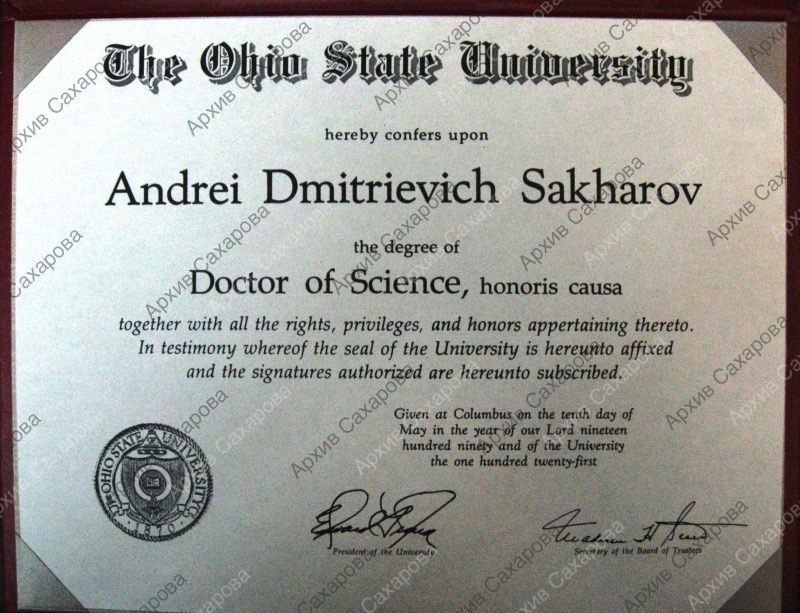 The Ohio State University
hereby confers upon
Andrei Dmitrievich Sakharov
the degree of
Doctor of Science, honoris causa
together with all the rights, privileges, and honors appertaining thereto.
In testimony whereof the seal of the University is hereunto affixed
and the signatures authorized are hereunto subscribed.
Given at Columbus on the tenth day of
May in the year of our Lord nineteen
hundred ninety and of the University
the one hundred twenty-first
OHIO STATE UNIVERSITY
1870
President of the University
Secretary of the Board of Trustees
Архив Сахарова